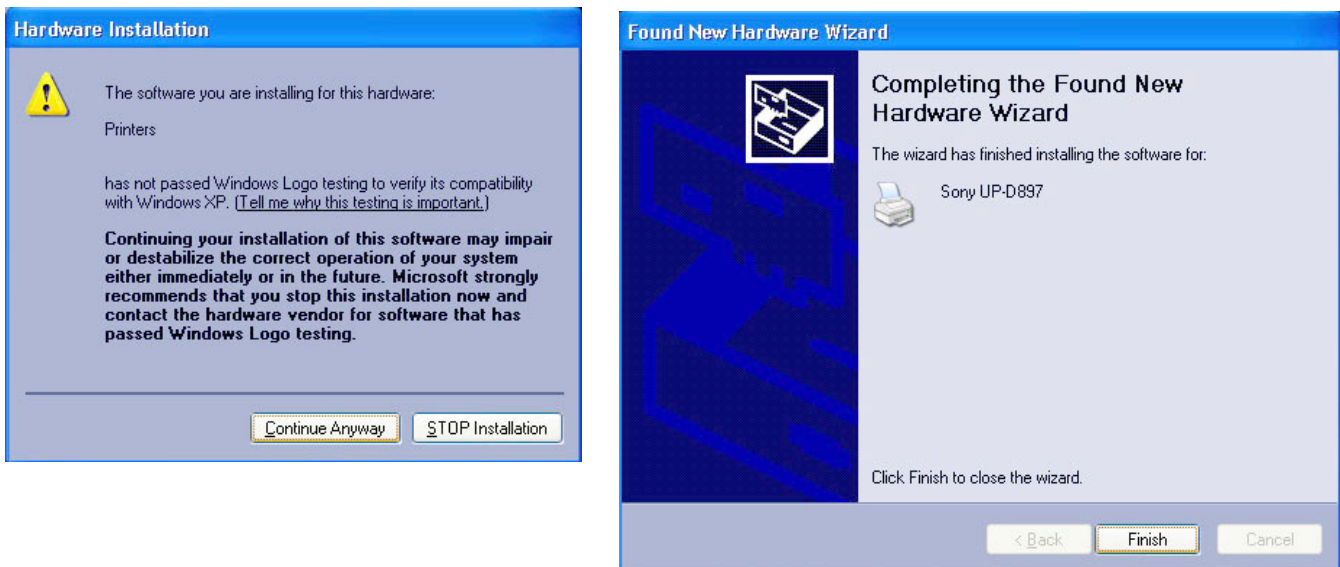 Hardware Installation
The software you are installing for this hardware:
Printers
has not passed Windows Logo testing to verify its compatibility
with Windows XP. (Tell me why this testing is important.)
Continuing your installation of this software may impair
or destabilize the correct operation of your system
either immediately or in the future. Microsoft strongly
recommends that you stop this installation now and
contact the hardware vendor for software that has
passed Windows Logo testing.
Continue Anyway
STOP Installation
Found New Hardware Wizard
Completing the Found New
Hardware Wizard
The wizard has finished installing the software for:
Sony UP-D897
Click Finish to close the wizard.
< Back
Finish
Cancel